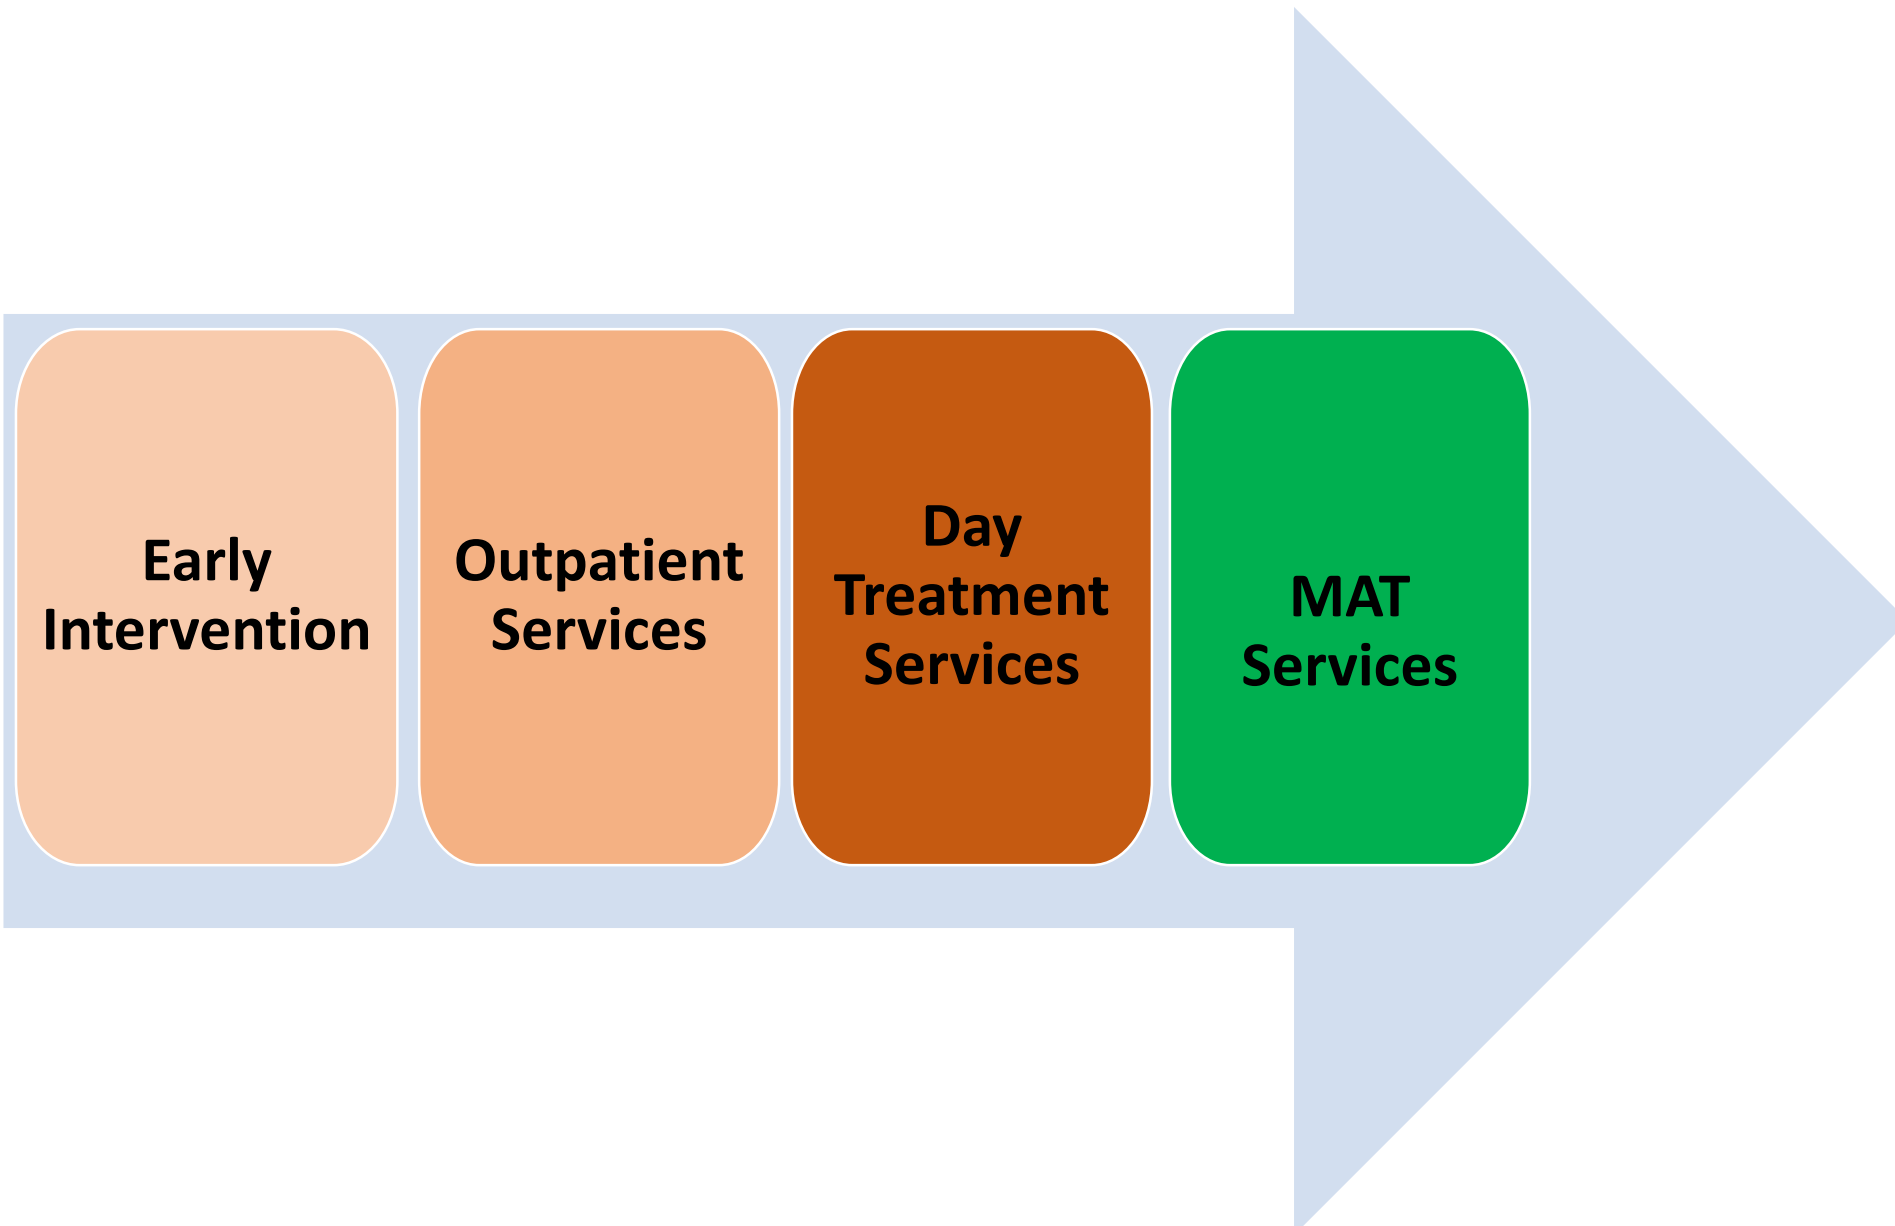 Early
Intervention
Outpatient
Services
Day
Treatment
Services
MAT
Services